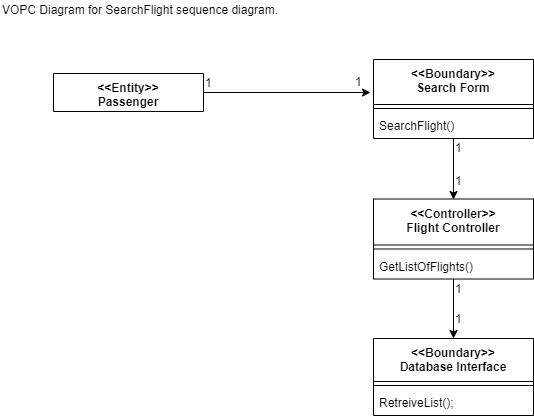 VOPC Diagram for SearchFlight sequence diagram.
<<Entity>>
Passenger
1
1
<<Boundary>>
Search Form
SearchFlight()
1
1
<<Controller>>
Flight Controller
GetListOfFlights()
1
1
<<Boundary>>
Database Interface
RetreiveList();